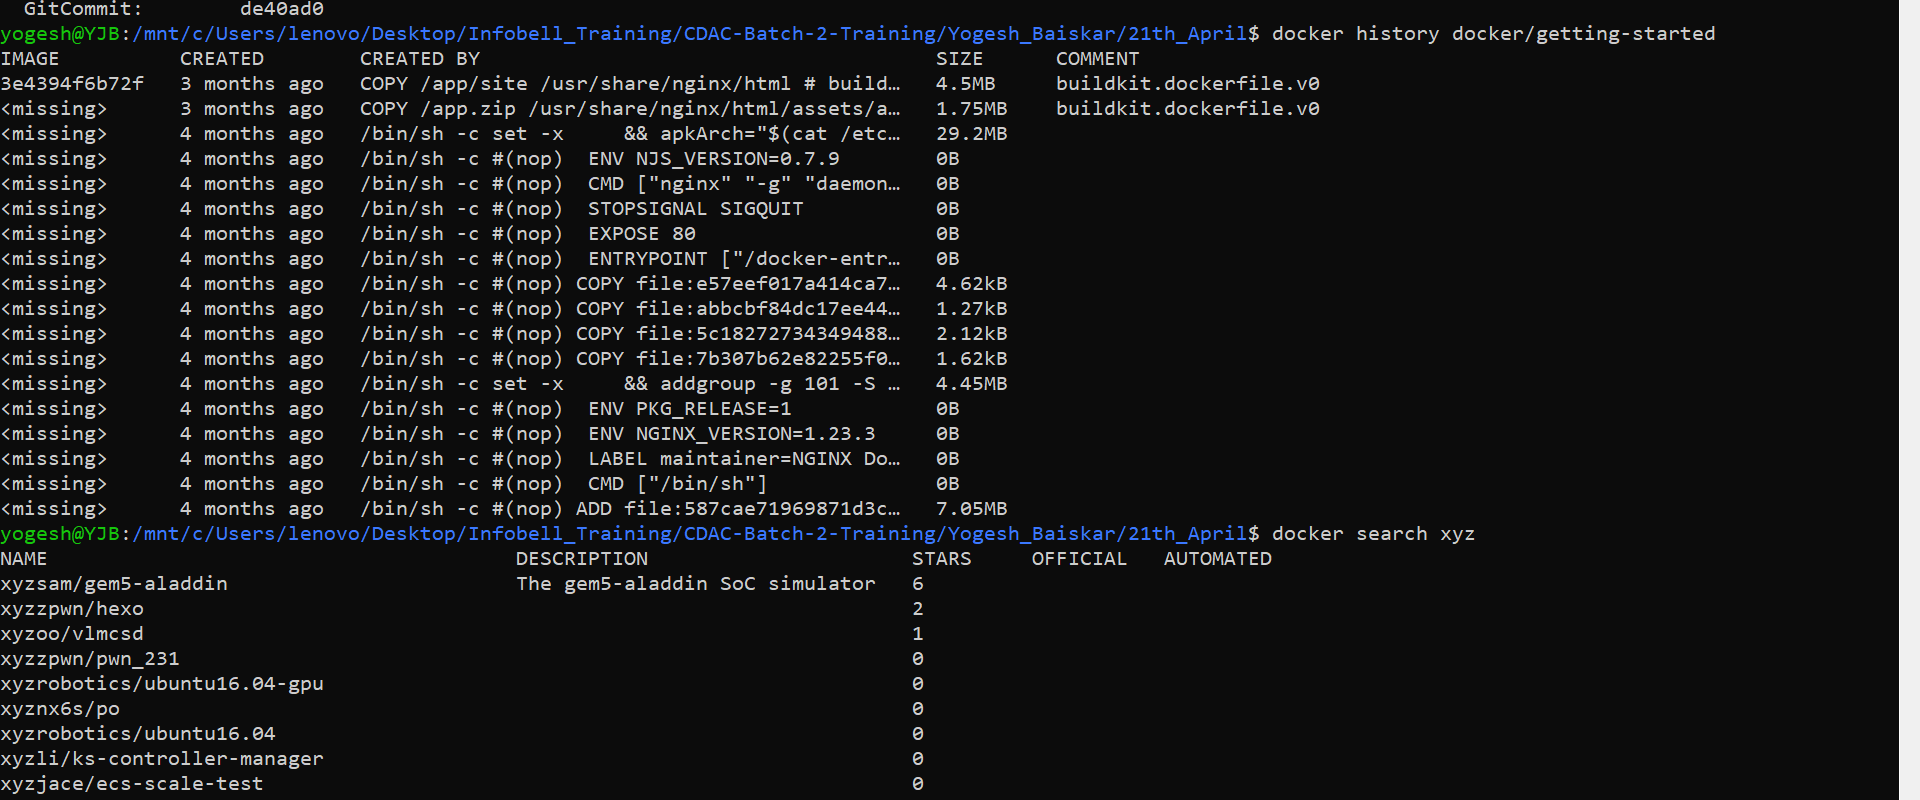 GitCommit:        de40ad0
yogesh@YJB:/mnt/c/Users/lenovo/Desktop/Infobell_Training/CDAC-Batch-2-Training/Yogesh_Baiskar/21th_April$ docker history docker/getting-started
IMAGE          CREATED        CREATED BY                                      SIZE      COMMENT
3e4394f6b72f   3 months ago   COPY /app/site /usr/share/nginx/html # build…   4.5MB     buildkit.dockerfile.v0
<missing>      3 months ago   COPY /app.zip /usr/share/nginx/html/assets/a…   1.75MB    buildkit.dockerfile.v0
<missing>      4 months ago   /bin/sh -c set -x     && apkArch="$(cat /etc…   29.2MB
<missing>      4 months ago   /bin/sh -c #(nop)  ENV NJS_VERSION=0.7.9        0B
<missing>      4 months ago   /bin/sh -c #(nop)  CMD ["nginx" "-g" "daemon…   0B
<missing>      4 months ago   /bin/sh -c #(nop)  STOPSIGNAL SIGQUIT           0B
<missing>      4 months ago   /bin/sh -c #(nop)  EXPOSE 80                    0B
<missing>      4 months ago   /bin/sh -c #(nop)  ENTRYPOINT ["/docker-entr…   0B
<missing>      4 months ago   /bin/sh -c #(nop) COPY file:e57eef017a414ca7…   4.62kB
<missing>      4 months ago   /bin/sh -c #(nop) COPY file:abbcbf84dc17ee44…   1.27kB
<missing>      4 months ago   /bin/sh -c #(nop) COPY file:5c18272734349488…   2.12kB
<missing>      4 months ago   /bin/sh -c #(nop) COPY file:7b307b62e82255f0…   1.62kB
<missing>      4 months ago   /bin/sh -c set -x     && addgroup -g 101 -S …   4.45MB
<missing>      4 months ago   /bin/sh -c #(nop)  ENV PKG_RELEASE=1            0B
<missing>      4 months ago   /bin/sh -c #(nop)  ENV NGINX_VERSION=1.23.3     0B
<missing>      4 months ago   /bin/sh -c #(nop)  LABEL maintainer=NGINX Do…   0B
<missing>      4 months ago   /bin/sh -c #(nop)  CMD ["/bin/sh"]              0B
<missing>      4 months ago   /bin/sh -c #(nop) ADD file:587cae71969871d3c…   7.05MB
yogesh@YJB:/mnt/c/Users/lenovo/Desktop/Infobell_Training/CDAC-Batch-2-Training/Yogesh_Baiskar/21th_April$ docker search xyz
NAME                                       DESCRIPTION                      STARS     OFFICIAL   AUTOMATED
xyzsam/gem5-aladdin                        The gem5-aladdin SoC simulator   6
xyzzpwn/hexo                                                                2
xyzoo/vlmcsd                                                                1
xyzzpwn/pwn_231                                                             0
xyzrobotics/ubuntu16.04-gpu                                                 0
xyznx6s/po                                                                  0
xyzrobotics/ubuntu16.04                                                     0
xyzli/ks-controller-manager                                                 0
xyzjace/ecs-scale-test                                                      0